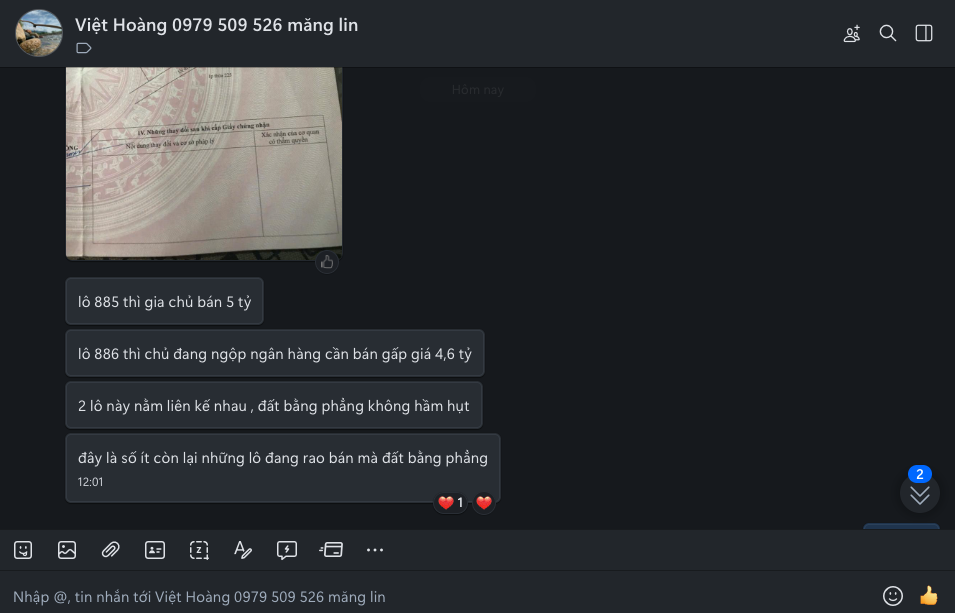 Việt Hoàng 0979 509 526 măng lin
Hôm nay
IV. Những thay đổi sau khi cấp Giấy chứng nhận
Nội dung thay đổi và cơ sở pháp lý
Xác nhận của cơ quan
có thẩm quyền
lô 885 thì gia chủ bán 5 tỷ
lô 886 thì chủ đang ngộp ngân hàng cần bán gấp giá 4,6 tỷ
2 lô này nằm liên kế nhau , đất bằng phẳng không hầm hụt
đây là số ít còn lại những lô đang rao bán mà đất bằng phẳng
12:01
1
2
Nhập @, tin nhắn tới Việt Hoàng 0979 509 526 măng lin